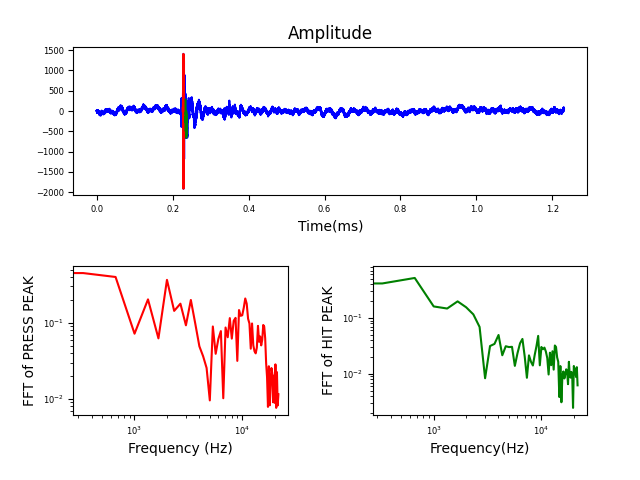 Amplitude
1500
1000
500
0
−500
−1000
−1500
−2000
0.0 0.2 0.4 0.6 0.8 1.0 1.2
Time(ms)
FFT of PRESS PEAK
10⁻¹
10⁻²
10³ 10⁴
Frequency (Hz)
FFT of HIT PEAK
10⁻¹
10⁻²
10³ 10⁴
Frequency(Hz)